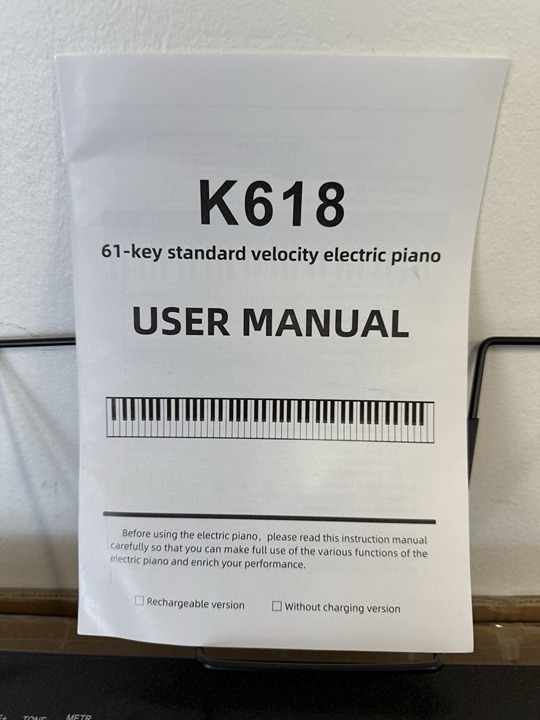 K618
61-key standard velocity electric piano
USER MANUAL
Before using the electric piano, please read this instruction manual
carefully so that you can make full use of the various functions of the
electric piano and enrich your performance.
☐ Rechargeable version ☐ Without charging version
TONE METR